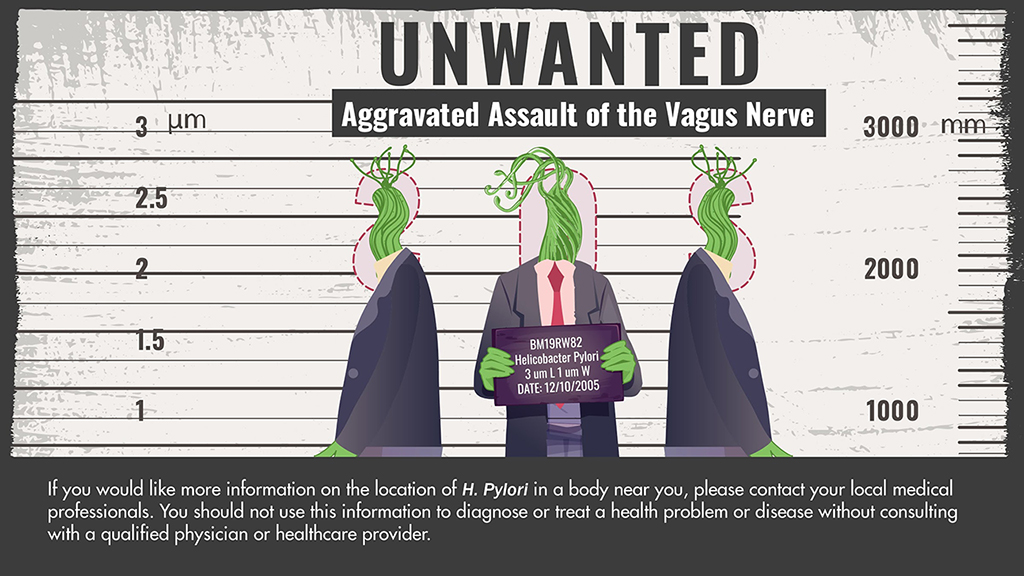 UNWANTED
Aggravated Assault of the Vagus Nerve
3 µm
3000 mm
2.5
2
2000
1.5
1
1000
BM19RW82
Helicobacter Pylori
3 um L 1 um W
DATE: 12/10/2005
If you would like more information on the location of H. Pylori in a body near you, please contact your local medical
professionals. You should not use this information to diagnose or treat a health problem or disease without consulting
with a qualified physician or healthcare provider.